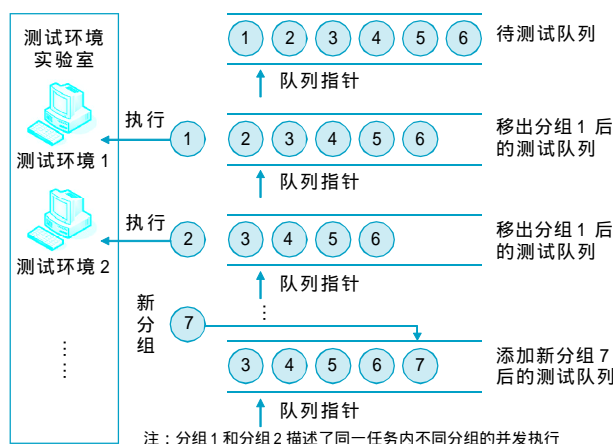 测试环境
实验室
测试环境 1
测试环境 2
⋮
⋮
1 2 3 4 5 6
待测试队列
队列指针
执行
1
2 3 4 5 6
移出分组 1 后
的测试队列
队列指针
执行
2
3 4 5 6
移出分组 1 后
的测试队列
队列指针
⋮
新
分
组
7
3 4 5 6 7
添加新分组 7
后的测试队列
队列指针
注：分组 1 和分组 2 描述了同一任务内不同分组的并发执行